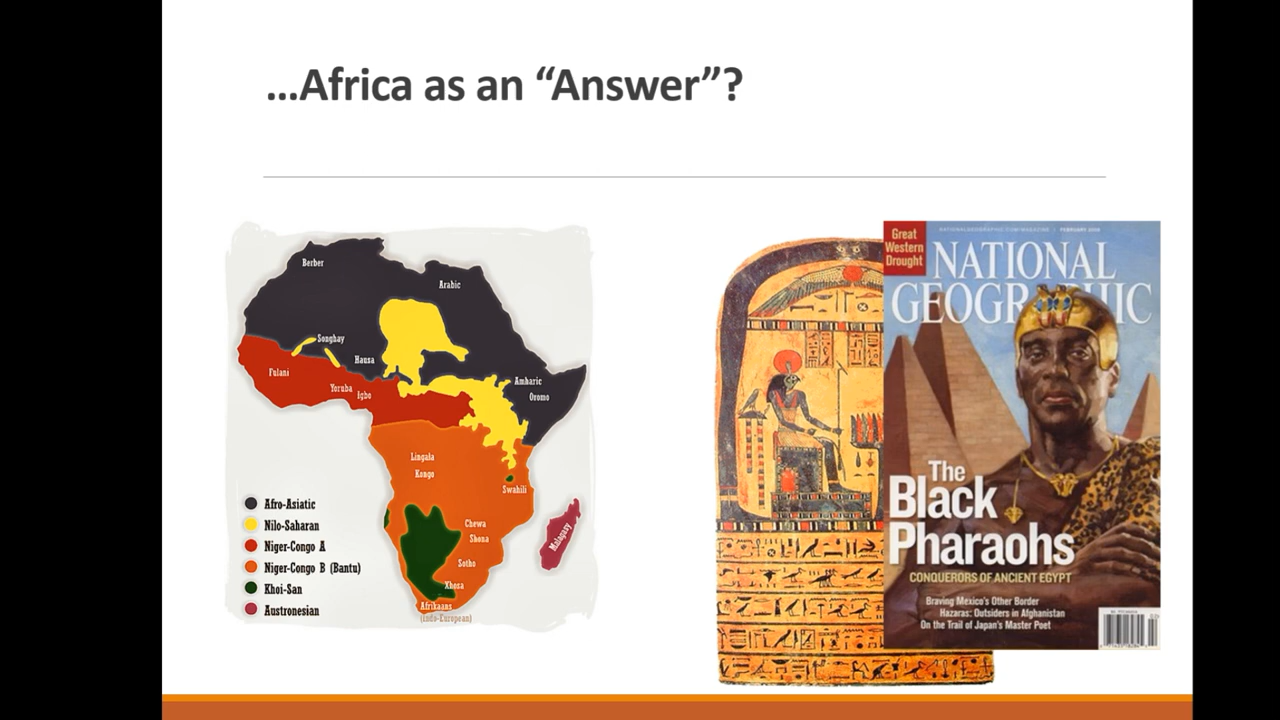 …Africa as an “Answer”?
Berber
Arabic
Songhay
Hausa
Fulani
Yoruba
Igbo
Amharic
Oromo
Lingala
Kongo
Swahili
Chewa
Shona
Sotho
Xhosa
Afrikaans
(Indo-European)
Malagasy
Afro-Asiatic
Nilo-Saharan
Niger-Congo A
Niger-Congo B (Bantu)
Khoi-San
Austronesian
Great
Western
Drought
NATIONALGEOGRAPHIC.COM/MAGAZINE / FEBRUARY 2008
NATIONAL
GEOGRAPHIC
The
Black
Pharaohs
CONQUERORS OF ANCIENT EGYPT
Braving Mexico's Other Border
Hazaras: Outsiders in Afghanistan
On the Trail of Japan's Master Poet